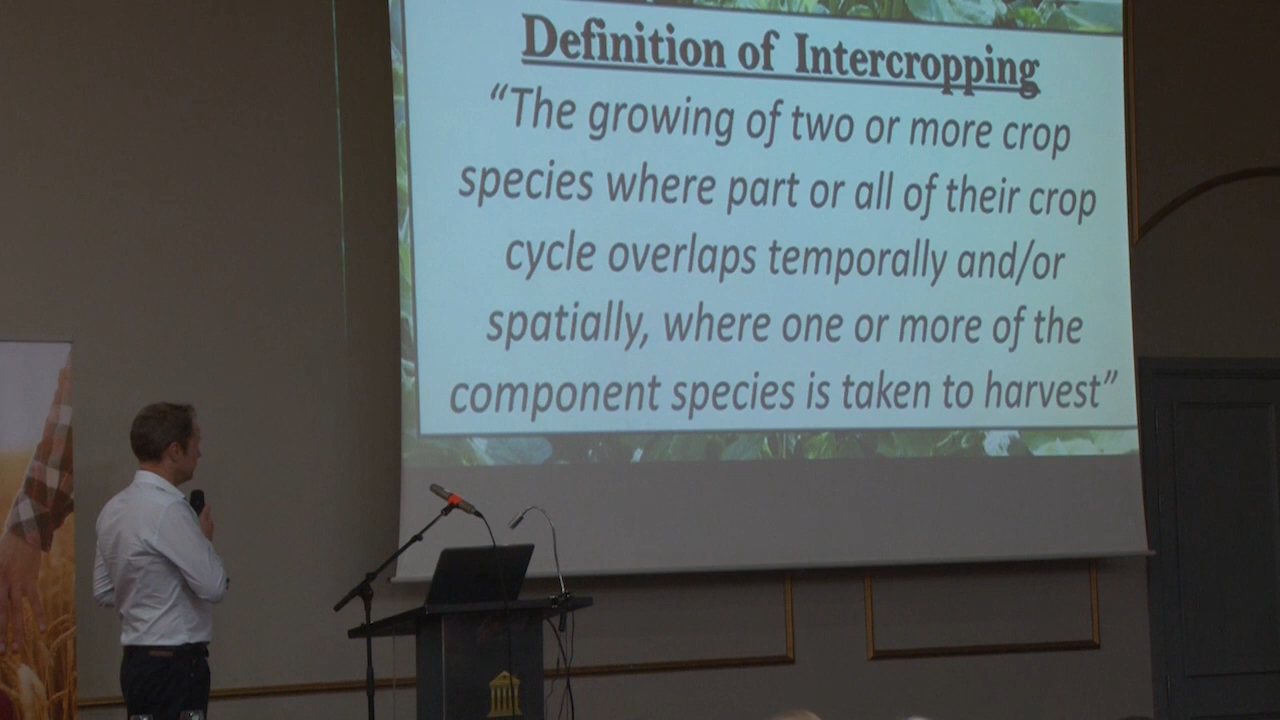 Definition of Intercropping
“The growing of two or more crop
species where part or all of their crop
cycle overlaps temporally and/or
spatially, where one or more of the
component species is taken to harvest”